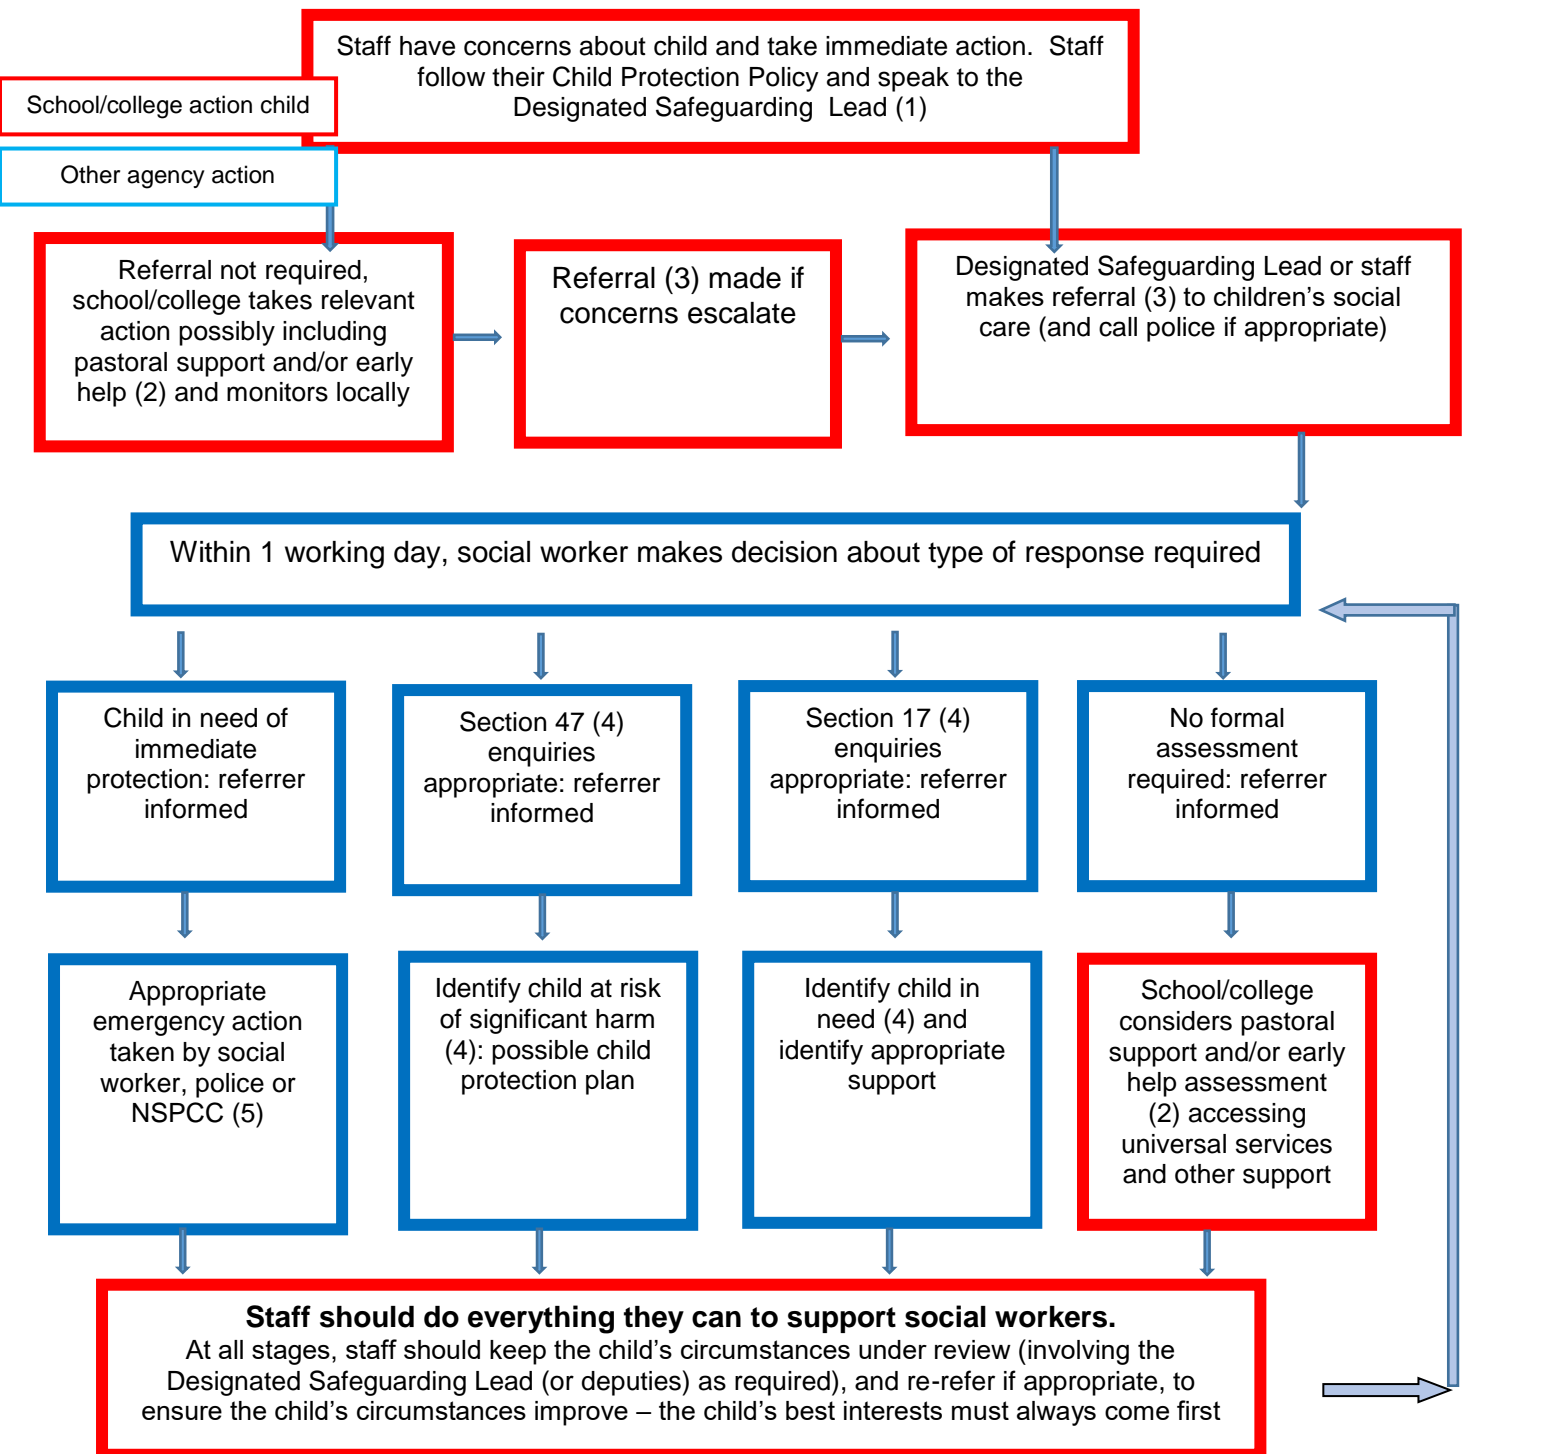 Staff have concerns about child and take immediate action.  Staff
follow their Child Protection Policy and speak to the
Designated Safeguarding  Lead (1)
School/college action child
Other agency action
Referral not required,
school/college takes relevant
action possibly including
pastoral support and/or early
help (2) and monitors locally
Referral (3) made if
concerns escalate
Designated Safeguarding Lead or staff
makes referral (3) to children’s social
care (and call police if appropriate)
Within 1 working day, social worker makes decision about type of response required
Child in need of
immediate
protection: referrer
informed
Section 47 (4)
enquiries
appropriate: referrer
informed
Section 17 (4)
enquiries
appropriate: referrer
informed
No formal
assessment
required: referrer
informed
Appropriate
emergency action
taken by social
worker, police or
NSPCC (5)
Identify child at risk
of significant harm
(4): possible child
protection plan
Identify child in
need (4) and
identify appropriate
support
School/college
considers pastoral
support and/or early
help assessment
(2) accessing
universal services
and other support
Staff should do everything they can to support social workers.
At all stages, staff should keep the child’s circumstances under review (involving the
Designated Safeguarding Lead (or deputies) as required), and re-refer if appropriate, to
ensure the child’s circumstances improve – the child’s best interests must always come first